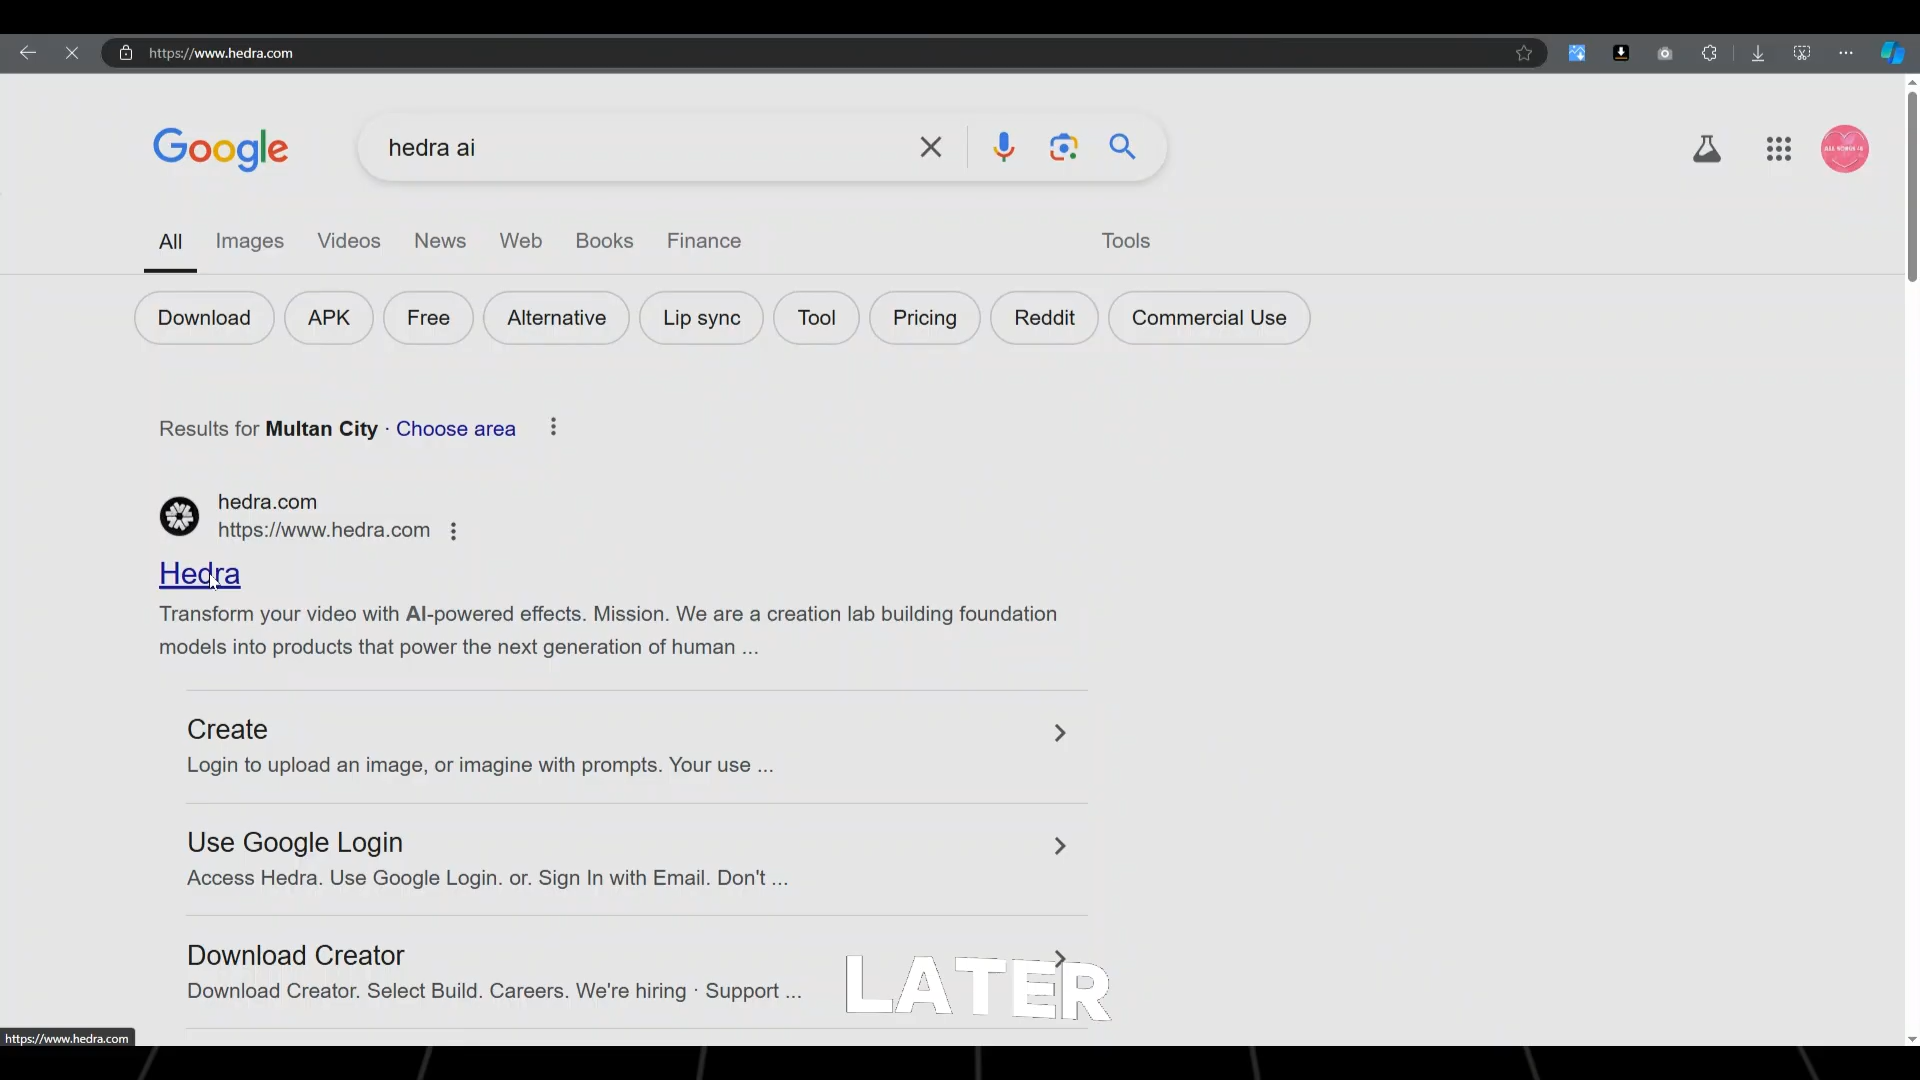 https://www.hedra.com
Google
hedra ai
All Images Videos News Web Books Finance Tools
Download APK Free Alternative Lip sync Tool Pricing Reddit Commercial Use
Results for Multan City · Choose area
hedra.com
https://www.hedra.com
Hedra
Transform your video with AI-powered effects. Mission. We are a creation lab building foundation
models into products that power the next generation of human ...
Create
Login to upload an image, or imagine with prompts. Your use ...
Use Google Login
Access Hedra. Use Google Login. or. Sign In with Email. Don't ...
Download Creator
Download Creator. Select Build. Careers. We're hiring · Support ...
LATER
https://www.hedra.com